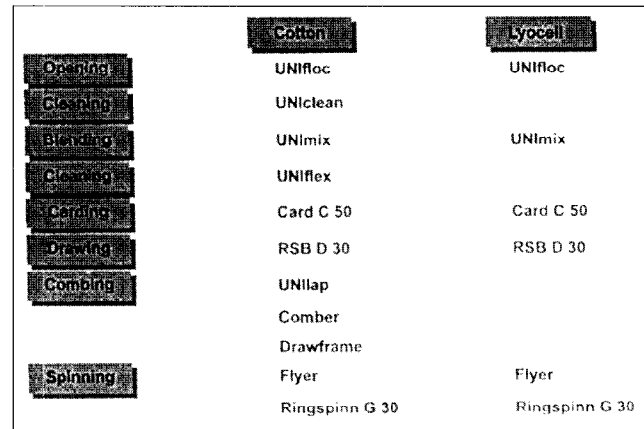 Cotton Lyocell
Opening UNIfloc UNIfloc
Cleaning UNIclean
Blending UNImix UNImix
Cleaning UNIflex
Carding Card C 50 Card C 50
Drawing RSB D 30 RSB D 30
Combing UNIlap
Comber
Drawframe
Spinning Flyer Flyer
Ringspinn G 30 Ringspinn G 30